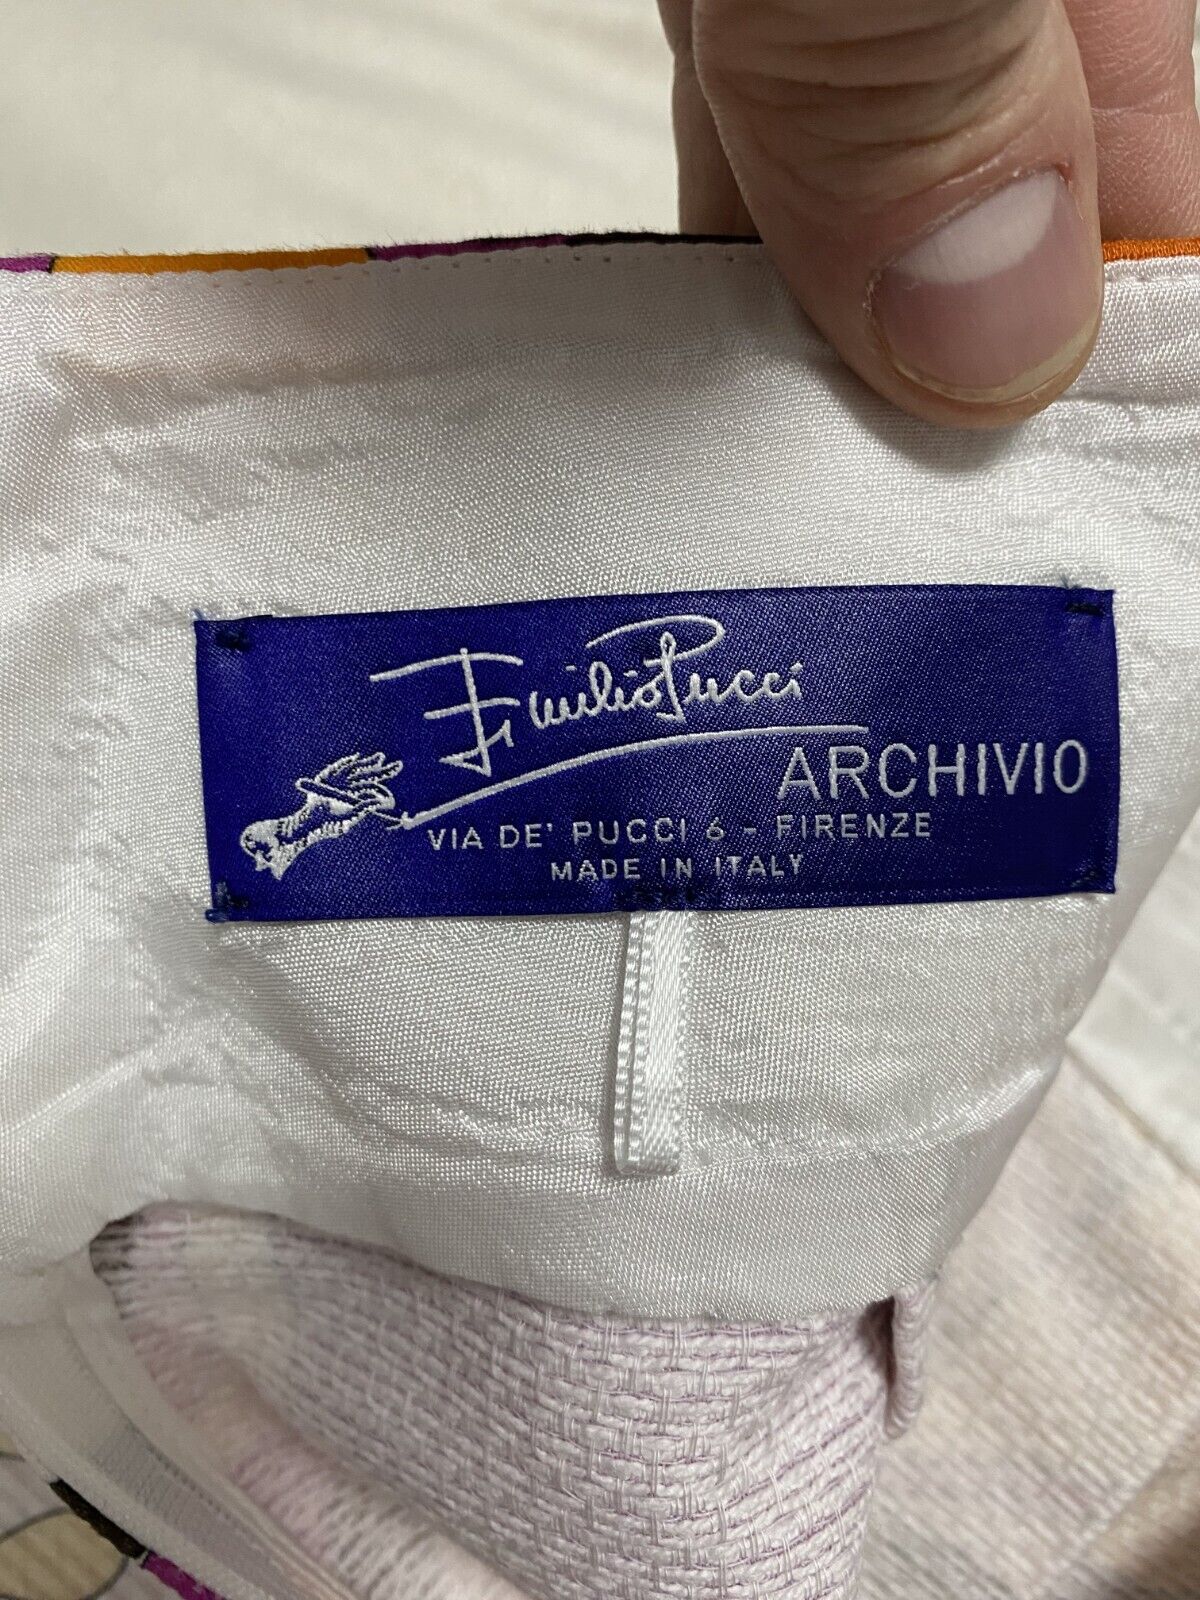 Emilio Pucci
ARCHIVIO
VIA DE' PUCCI 6 - FIRENZE
MADE IN ITALY